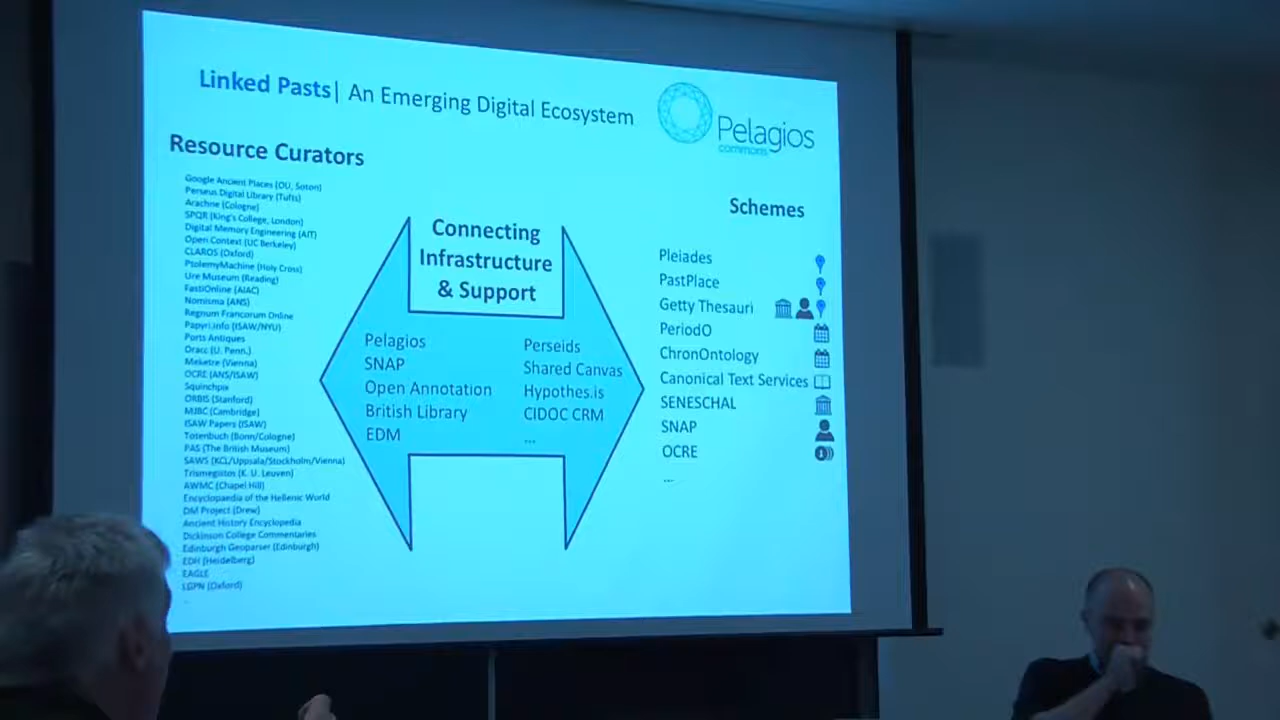 Linked Pasts| An Emerging Digital Ecosystem
Pelagios
commons
Resource Curators
Google Ancient Places (OU, Soton)
Perseus Digital Library (Tufts)
Arachne (Cologne)
SPQR (King's College, London)
Digital Memory Engineering (AIT)
Open Context (UC Berkeley)
CLAROS (Oxford)
PtolemyMachine (Holy Cross)
Ure Museum (Reading)
FastiOnline (AIAC)
Nomisma (ANS)
Regnum Francorum Online
Papyri.info (ISAW/NYU)
Ports Antiques
Oracc (U. Penn.)
Meketre (Vienna)
OCRE (ANS/ISAW)
Squinchpix
ORBIS (Stanford)
MJBC (Cambridge)
ISAW Papers (ISAW)
Totenbuch (Bonn/Cologne)
PAS (The British Museum)
SAWS (KCL/Uppsala/Stockholm/Vienna)
Trismegistos (K. U. Leuven)
AWMC (Chapel Hill)
Encyclopaedia of the Hellenic World
DM Project (Drew)
Ancient History Encyclopedia
Dickinson College Commentaries
Edinburgh Geoparser (Edinburgh)
EDH (Heidelberg)
EAGLE
LGPN (Oxford)
Connecting
Infrastructure
& Support
Pelagios
SNAP
Open Annotation
British Library
EDM
Perseids
Shared Canvas
Hypothes.is
CIDOC CRM
...
Schemes
Pleiades
PastPlace
Getty Thesauri
PeriodO
ChronOntology
Canonical Text Services
SENESCHAL
SNAP
OCRE
...